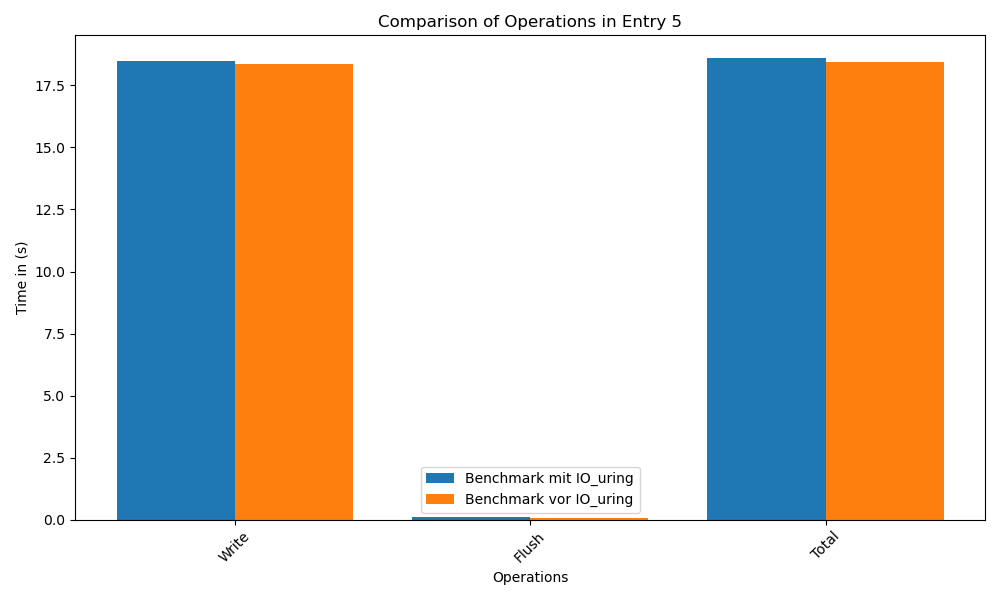 Comparison of Operations in Entry 5
Time in (s)
17.5
15.0
12.5
10.0
7.5
5.0
2.5
0.0
Benchmark mit IO_uring
Benchmark vor IO_uring
Write
Flush
Total
Operations